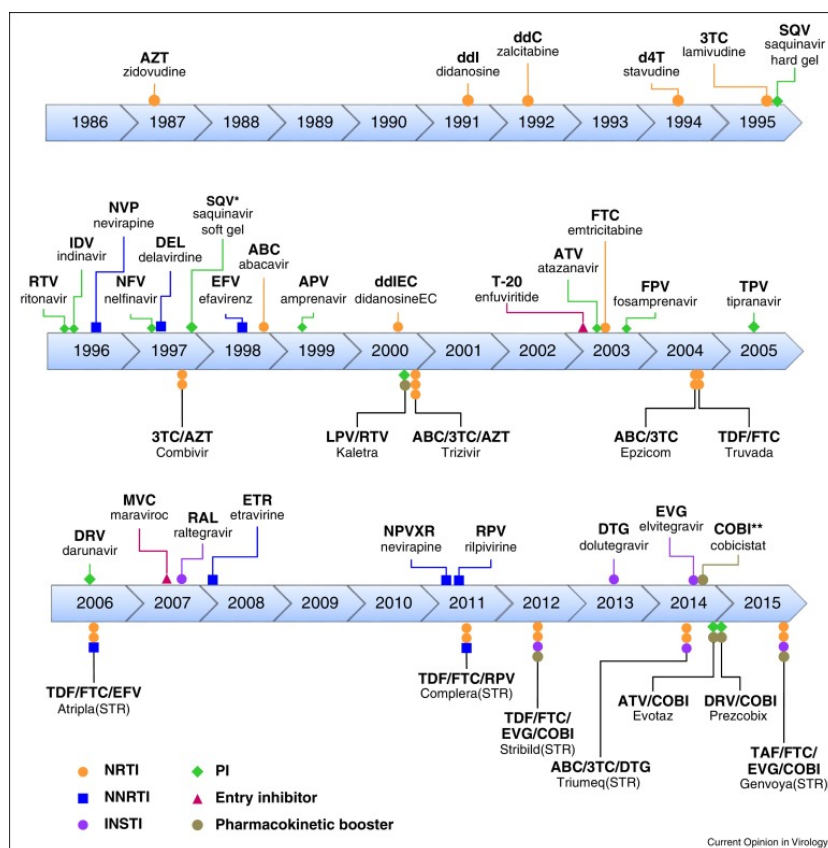 AZT
zidovudine
ddI
didanosine
ddC
zalcitabine
d4T
stavudine
3TC
lamivudine
SQV
saquinavir
hard gel
1986 1987 1988 1989 1990 1991 1992 1993 1994 1995
RTV
ritonavir
IDV
indinavir
NVP
nevirapine
NFV
nelfinavir
DEL
delavirdine
SQV*
saquinavir
soft gel
EFV
efavirenz
ABC
abacavir
APV
amprenavir
ddIEC
didanosineEC
T-20
enfuviritide
ATV
atazanavir
FTC
emtricitabine
FPV
fosamprenavir
TPV
tipranavir
1996 1997 1998 1999 2000 2001 2002 2003 2004 2005
3TC/AZT
Combivir
LPV/RTV
Kaletra
ABC/3TC/AZT
Trizivir
ABC/3TC
Epzicom
TDF/FTC
Truvada
DRV
darunavir
MVC
maraviroc
RAL
raltegravir
ETR
etravirine
NPVXR
nevirapine
RPV
rilpivirine
DTG
dolutegravir
EVG
elvitegravir
COBI**
cobicistat
2006 2007 2008 2009 2010 2011 2012 2013 2014 2015
TDF/FTC/EFV
Atripla(STR)
TDF/FTC/RPV
Complera(STR)
TDF/FTC/
EVG/COBI
Stribild(STR)
ABC/3TC/DTG
Triumeq(STR)
ATV/COBI
Evotaz
DRV/COBI
Prezcobix
TAF/FTC/
EVG/COBI
Genvoya(STR)
NRTI
NNRTI
INSTI
PI
Entry inhibitor
Pharmacokinetic booster
Current Opinion in Virology